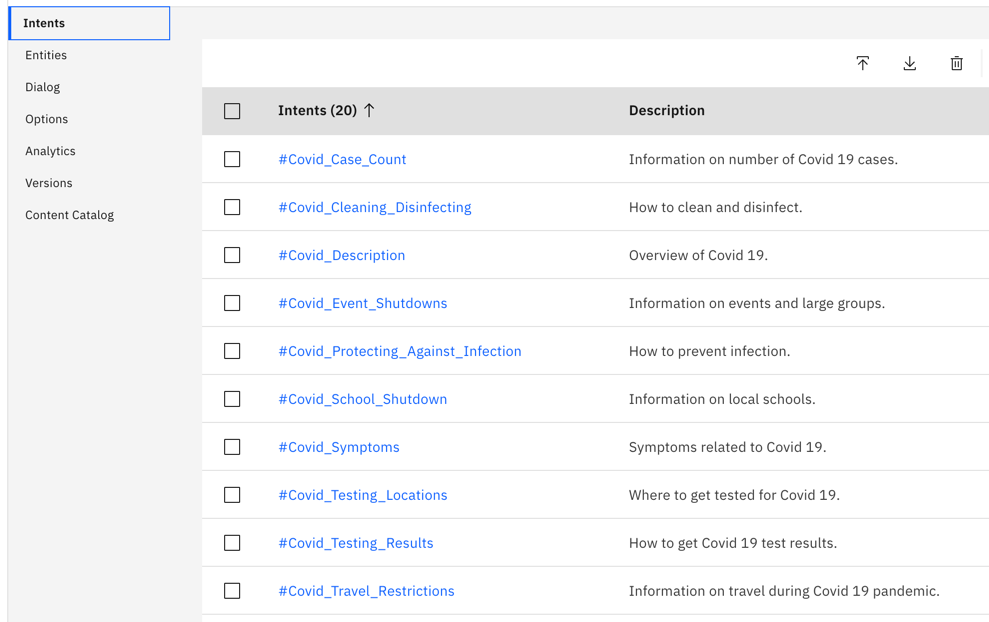 Intents
Entities
Dialog
Options
Analytics
Versions
Content Catalog
Intents (20) Description
#Covid_Case_Count Information on number of Covid 19 cases.
#Covid_Cleaning_Disinfecting How to clean and disinfect.
#Covid_Description Overview of Covid 19.
#Covid_Event_Shutdowns Information on events and large groups.
#Covid_Protecting_Against_Infection How to prevent infection.
#Covid_School_Shutdown Information on local schools.
#Covid_Symptoms Symptoms related to Covid 19.
#Covid_Testing_Locations Where to get tested for Covid 19.
#Covid_Testing_Results How to get Covid 19 test results.
#Covid_Travel_Restrictions Information on travel during Covid 19 pandemic.